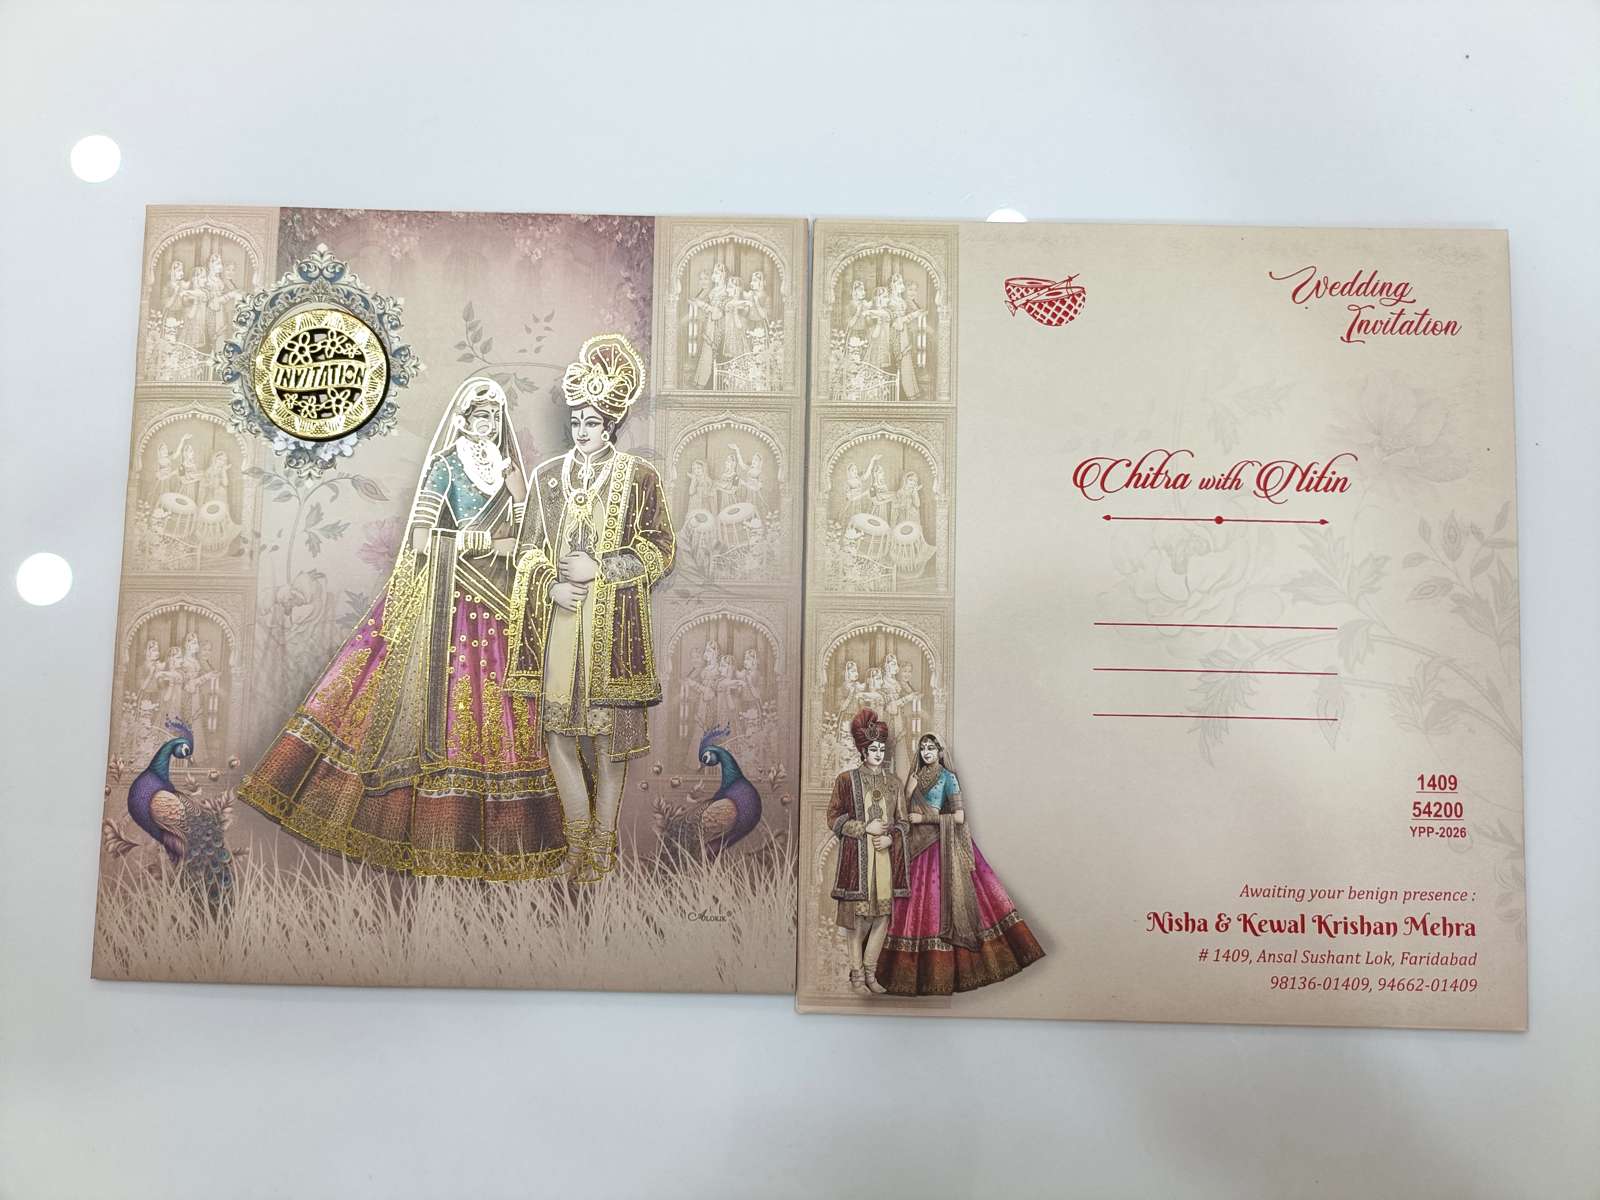 INVITATION
Wedding
Invitation
Chitra with Nitin
1409
54200
YPP-2026
Awaiting your benign presence :
Nisha & Kewal Krishan Mehra
# 1409, Ansal Sushant Lok, Faridabad
98136-01409, 94662-01409